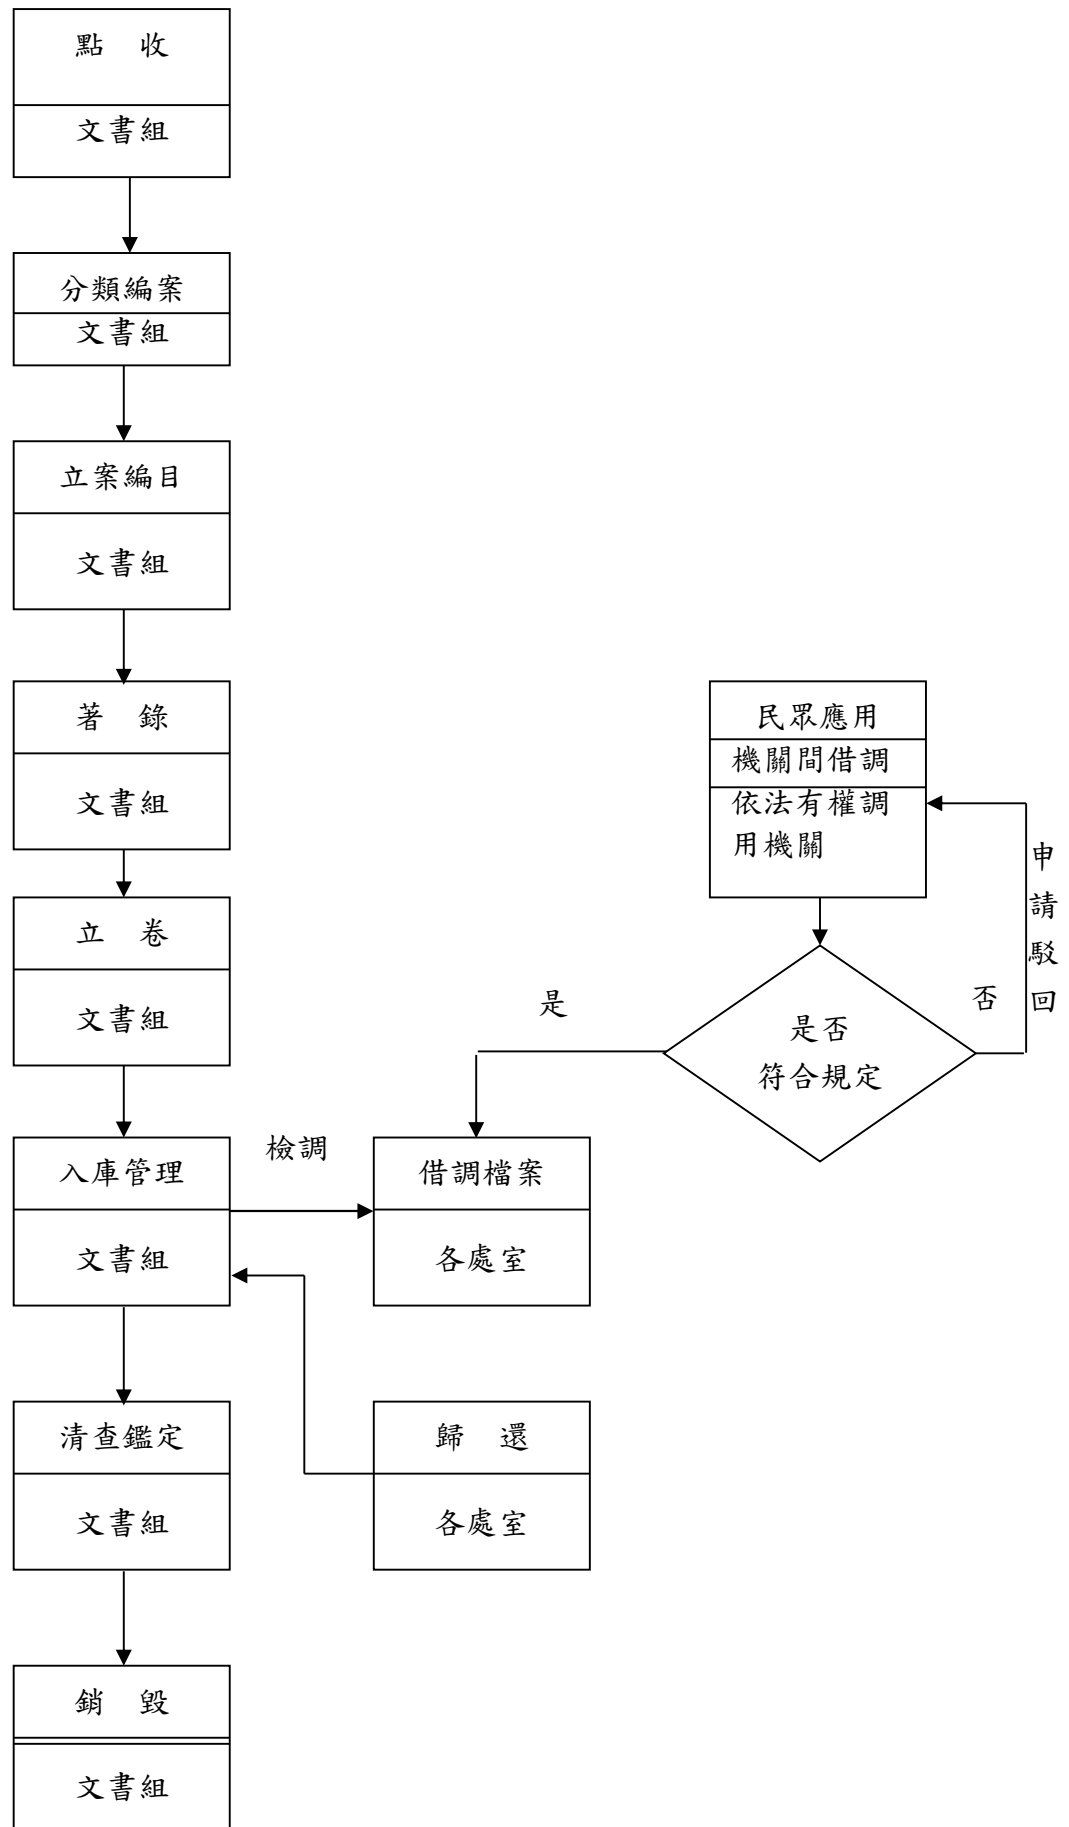 點　收
文書組
分類編案
文書組
立案編目
文書組
著　錄
文書組
立　卷
文書組
入庫管理
文書組
檢調
借調檔案
各處室
民眾應用
機關間借調
依法有權調
用機關
是否
符合規定
是
否
申請駁回
歸　還
各處室
清查鑑定
文書組
銷　毀
文書組